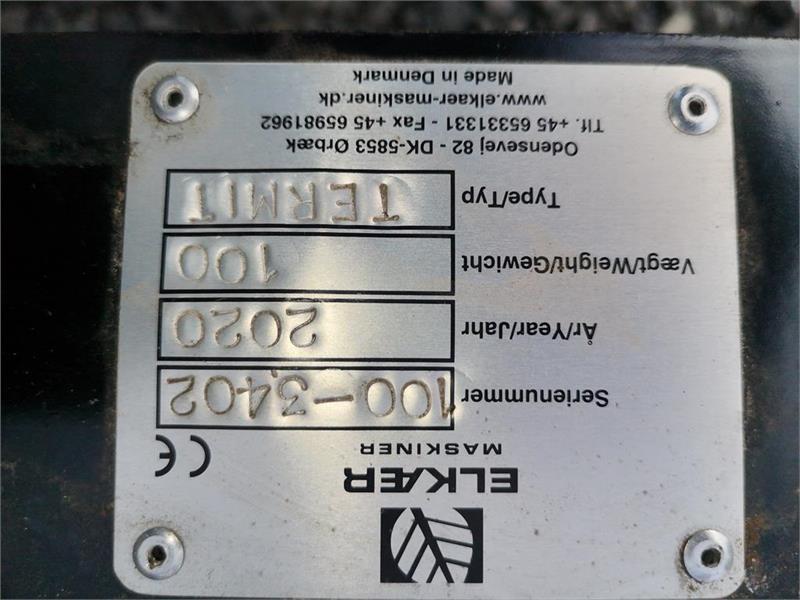 ELKÆR
MASKINER
CE
Serienummer 100-3402
År/Year/Jahr 2020
Vægt/Weight/Gewicht 100
Type/Typ TERMIT
Odensevej 82 - DK-5853 Ørbæk
Tlf. +45 65331331 - Fax +45 65981962
www.elkaer-maskiner.dk
Made in Denmark